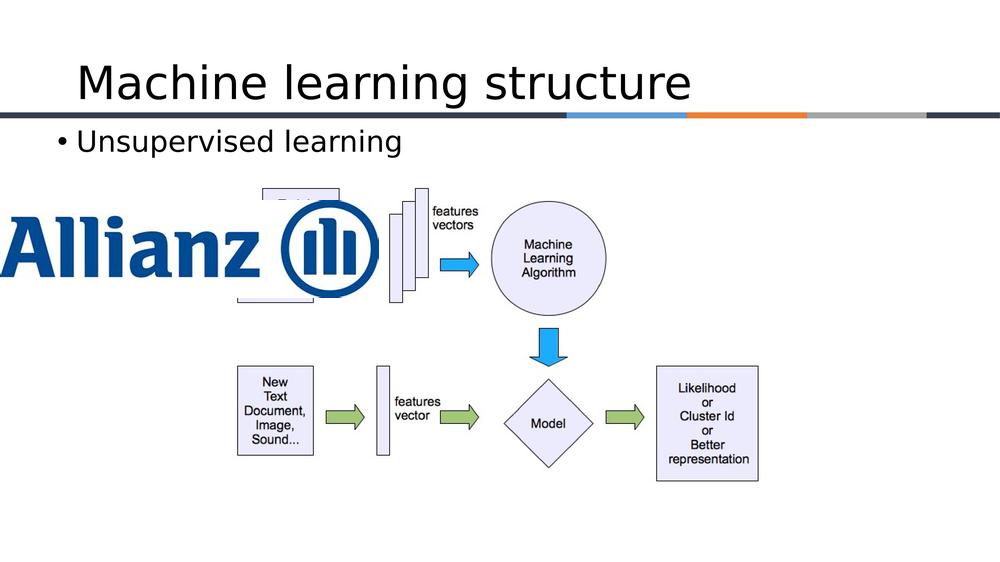 Machine learning structure
• Unsupervised learning
Allianz
features
vectors
Machine
Learning
Algorithm
New
Text
Document,
Image,
Sound...
features
vector
Model
Likelihood
or
Cluster Id
or
Better
representation